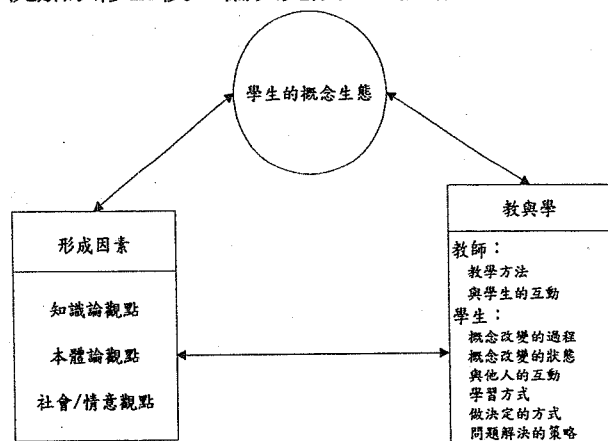 學生的概念生態
形成因素
知識論觀點
本體論觀點
社會/情意觀點
教與學
教師：
教學方法
與學生的互動
學生：
概念改變的過程
概念改變的狀態
與他人的互動
學習方式
做決定的方式
問題解決的策略